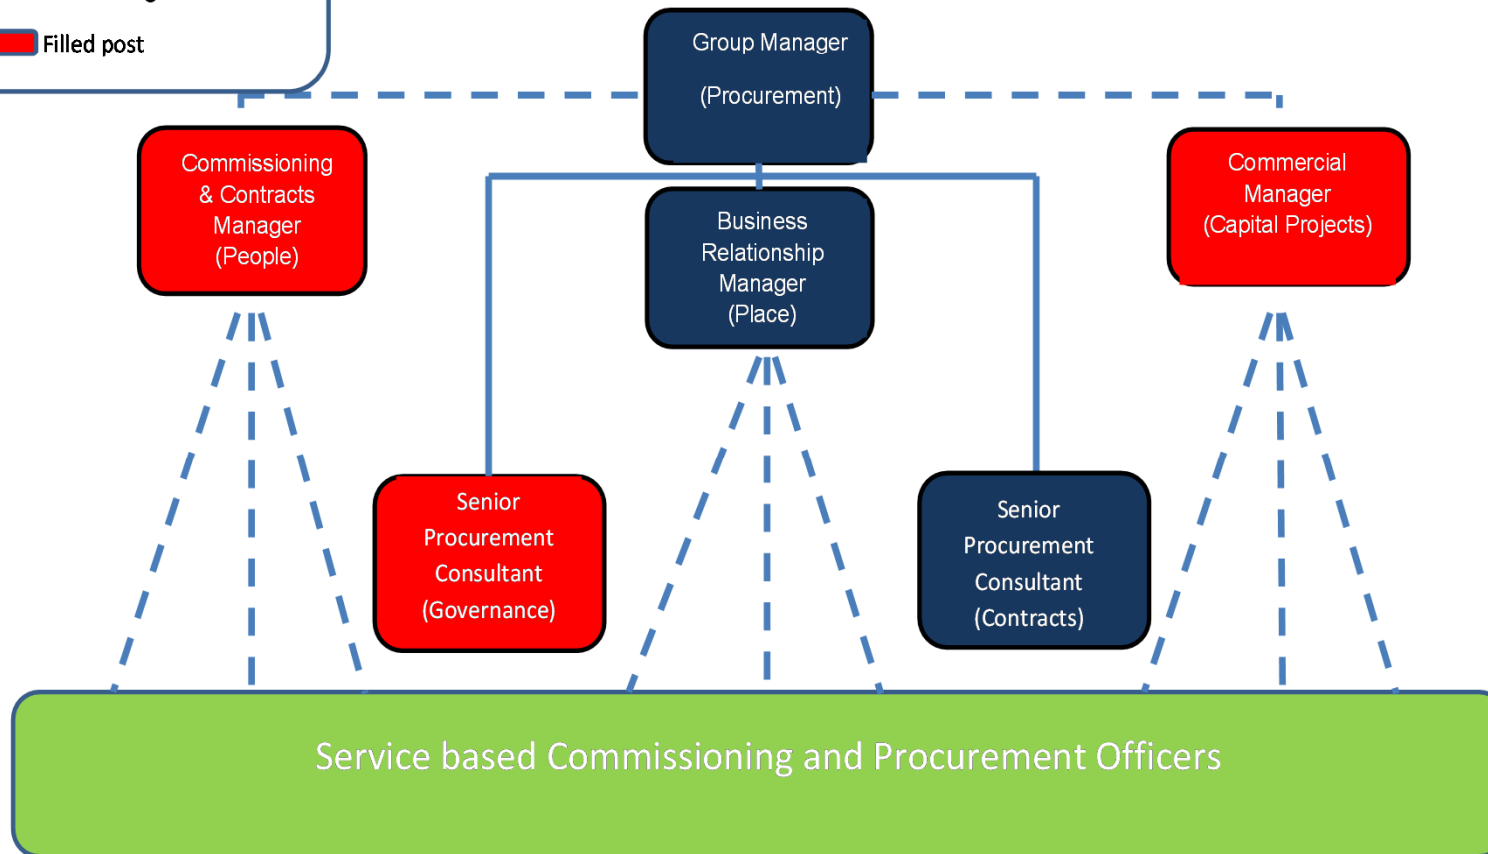 Filled post
Group Manager
(Procurement)
Commissioning
& Contracts
Manager
(People)
Business
Relationship
Manager
(Place)
Commercial
Manager
(Capital Projects)
Senior
Procurement
Consultant
(Governance)
Senior
Procurement
Consultant
(Contracts)
Service based Commissioning and Procurement Officers